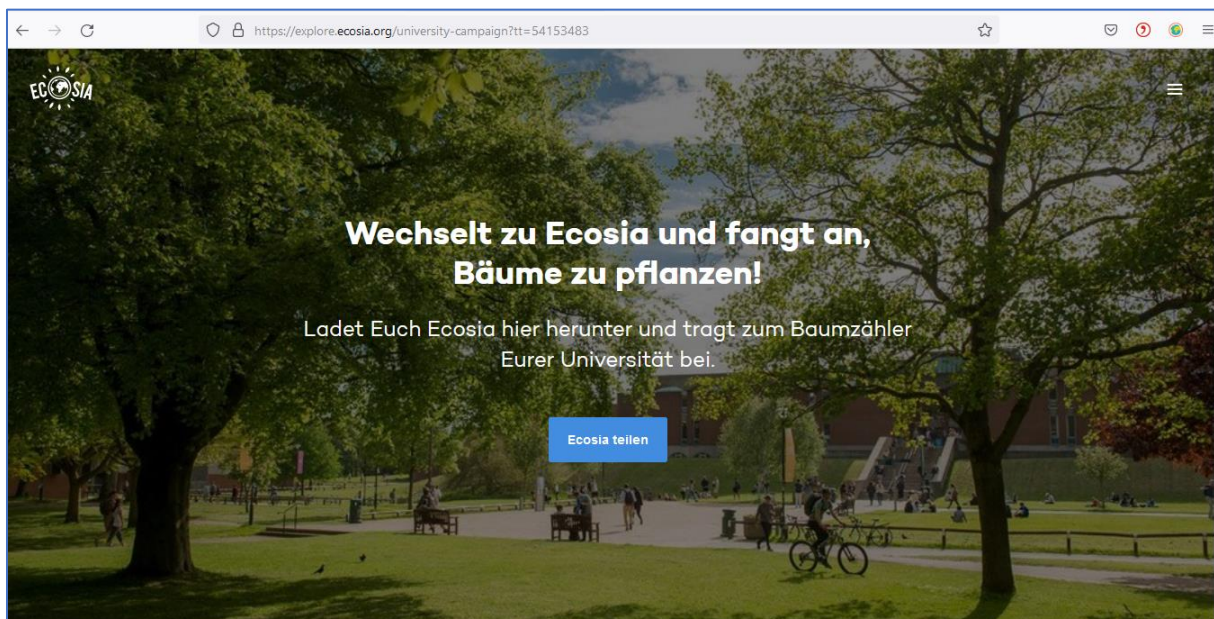 https://explore.ecosia.org/university-campaign?tt=54153483
ECOSIA
Wechselt zu Ecosia und fangt an,
Bäume zu pflanzen!
Ladet Euch Ecosia hier herunter und tragt zum Baumzähler
Eurer Universität bei.
Ecosia teilen